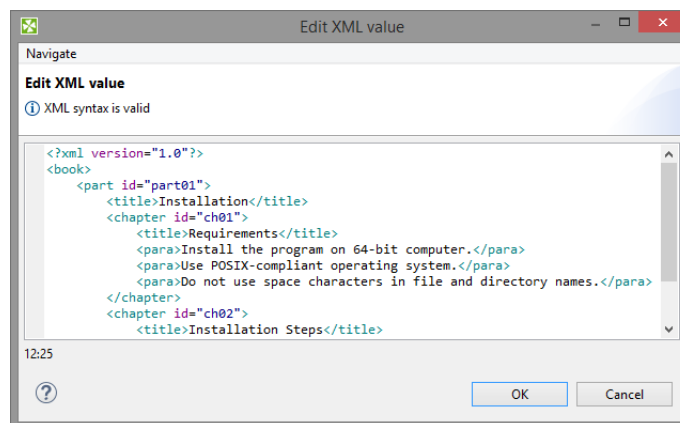 Edit XML value
Navigate
Edit XML value
XML syntax is valid
<?xml version="1.0"?>
<book>
    <part id="part01">
        <title>Installation</title>
        <chapter id="ch01">
            <title>Requirements</title>
            <para>Install the program on 64-bit computer.</para>
            <para>Use POSIX-compliant operating system.</para>
            <para>Do not use space characters in file and directory names.</para>
        </chapter>
        <chapter id="ch02">
            <title>Installation Steps</title>
12:25
OK Cancel